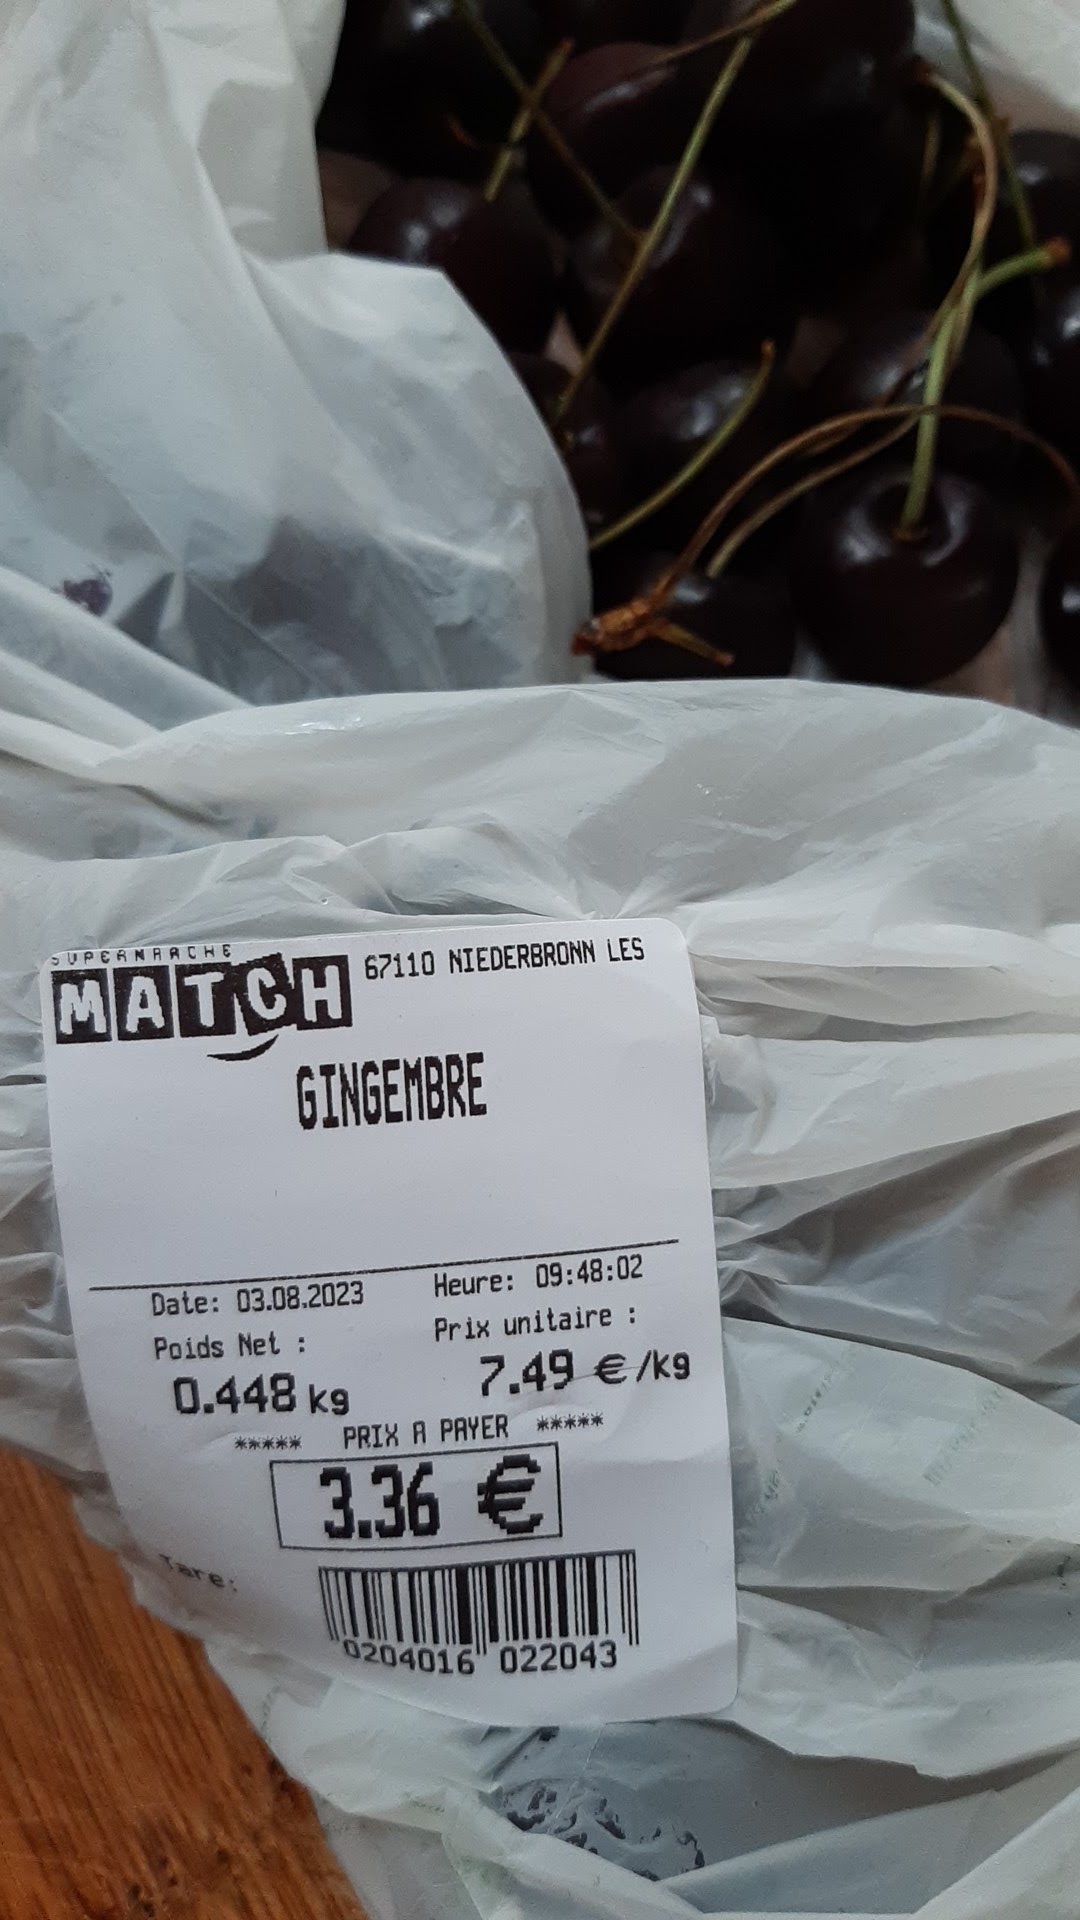 SUPERMARCHE
MATCH
67110 NIEDERBRONN LES
GINGEMBRE
Date: 03.08.2023 Heure: 09:48:02
Poids Net : Prix unitaire :
0.448 kg 7.49 €/kg
***** PRIX A PAYER *****
3.36 €
Tare:
0204016 022043